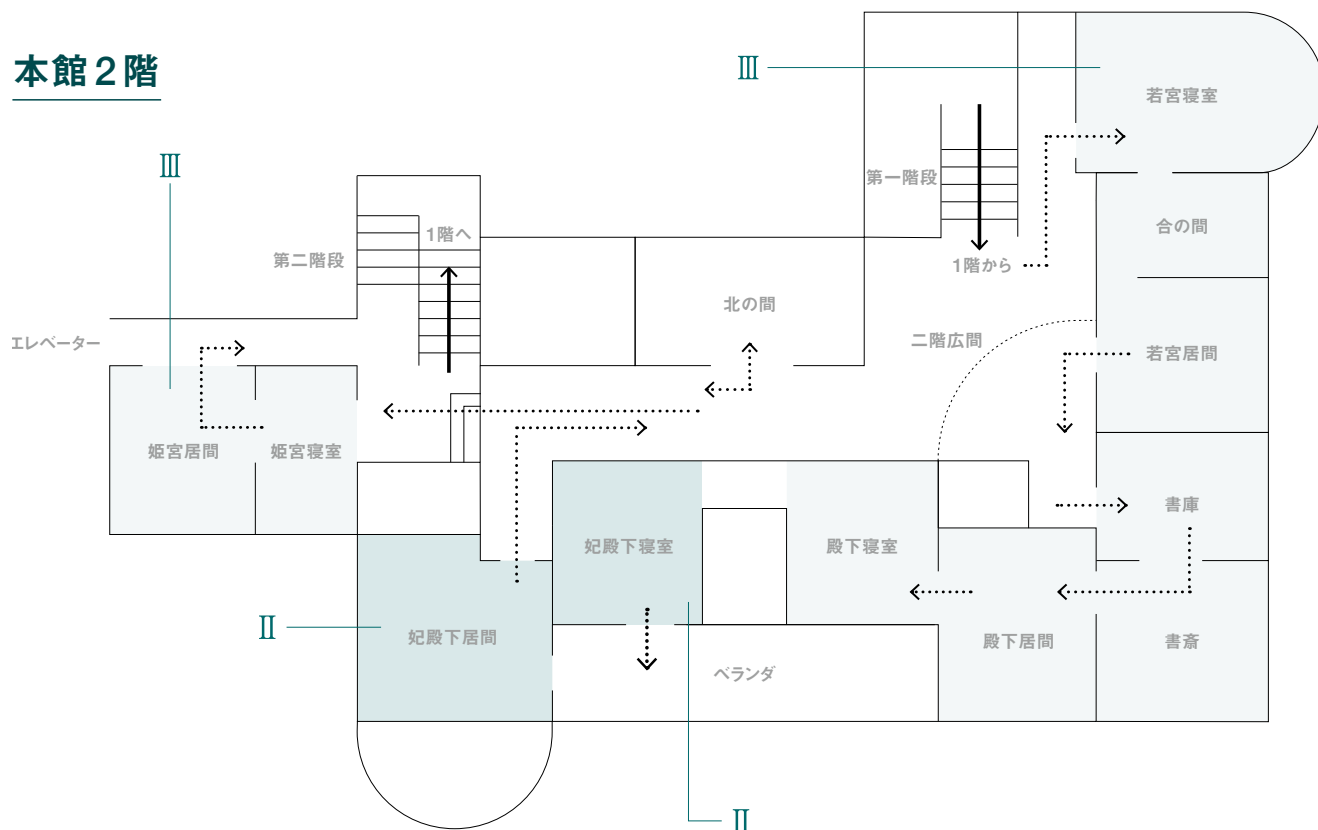 本館２階
Ⅲ
若宮寝室
Ⅲ
第一階段
合の間
1階へ
第二階段
1階から
北の間
二階広間
エレベーター
若宮居間
姫宮居間
姫宮寝室
書庫
妃殿下寝室
殿下寝室
Ⅱ
妃殿下居間
殿下居間
書斎
ベランダ
Ⅱ